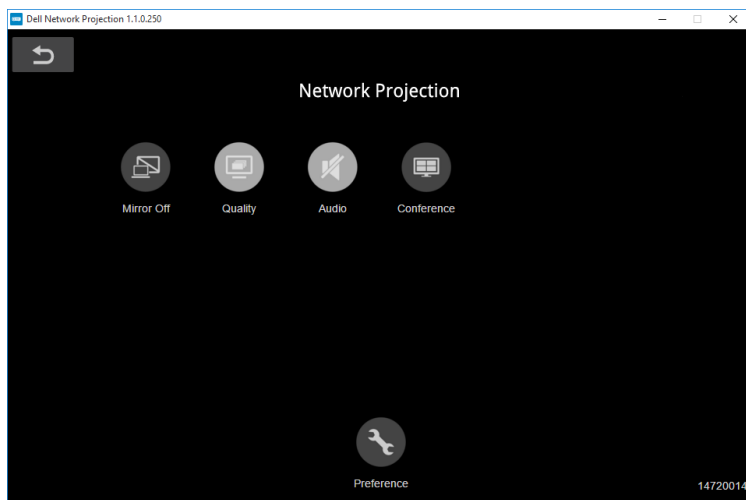 Dell Network Projection 1.1.0.250
Network Projection
Mirror Off Quality Audio Conference
Preference
14720014